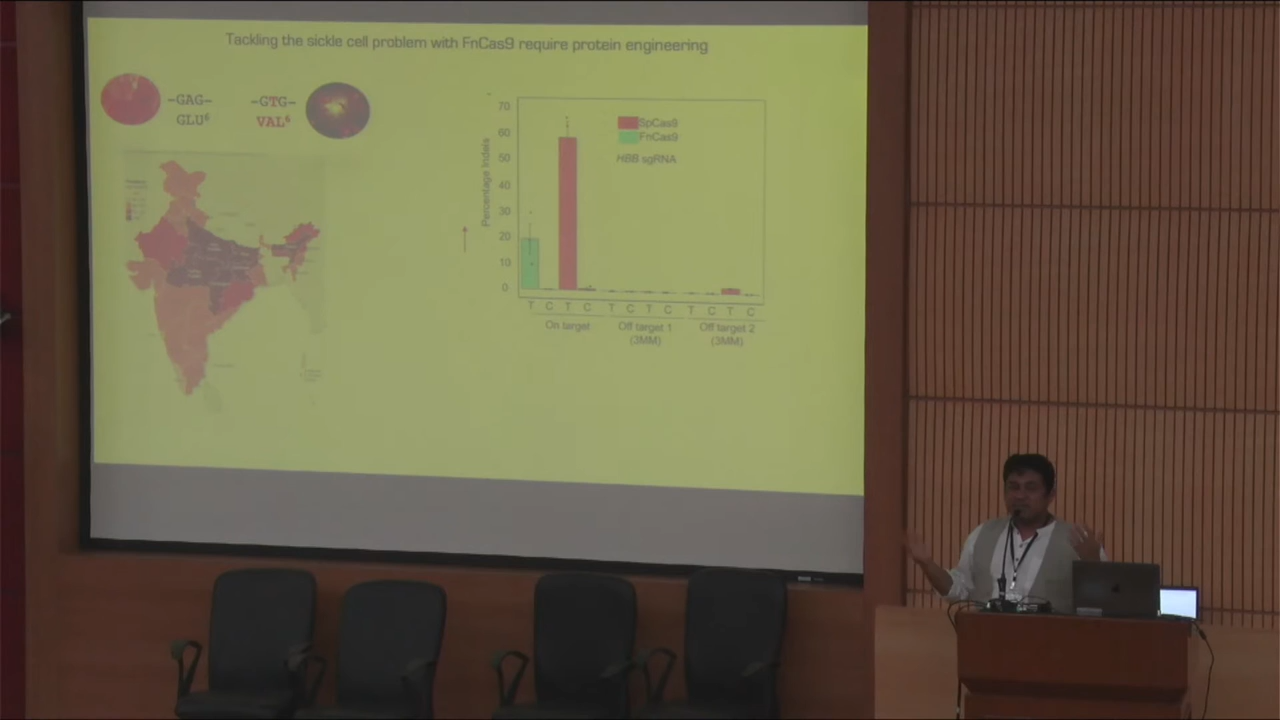 Tackling the sickle cell problem with FnCas9 require protein engineering
-GAG-
GLU6
-GTG-
VAL6
Percentage Indels
70
60
50
40
30
20
10
0
SpCas9
FnCas9
HBB sgRNA
T C T C T C T C T C T C
On target
Off target 1
(3MM)
Off target 2
(3MM)